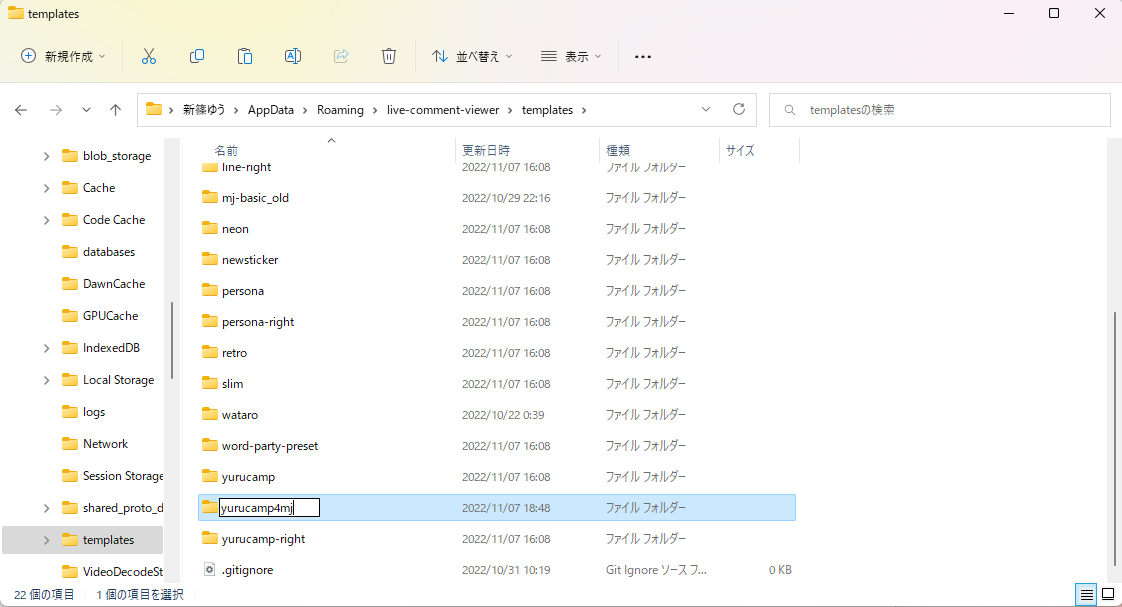 templates
新規作成 並べ替え 表示
新篠ゆう AppData Roaming live-comment-viewer templates templatesの検索
blob_storage
Cache
Code Cache
databases
DawnCache
GPUCache
IndexedDB
Local Storage
logs
Network
Session Storage
shared_proto_d
templates
VideoDecodeSt
名前 更新日時 種類 サイズ
line-right 2022/11/07 16:08 ファイル フォルダー
mj-basic_old 2022/10/29 22:16 ファイル フォルダー
neon 2022/11/07 16:08 ファイル フォルダー
newsticker 2022/11/07 16:08 ファイル フォルダー
persona 2022/11/07 16:08 ファイル フォルダー
persona-right 2022/11/07 16:08 ファイル フォルダー
retro 2022/11/07 16:08 ファイル フォルダー
slim 2022/11/07 16:08 ファイル フォルダー
wataro 2022/10/22 0:39 ファイル フォルダー
word-party-preset 2022/11/07 16:08 ファイル フォルダー
yurucamp 2022/11/07 16:08 ファイル フォルダー
yurucamp4mj 2022/11/07 18:48 ファイル フォルダー
yurucamp-right 2022/11/07 16:08 ファイル フォルダー
.gitignore 2022/10/31 10:19 Git Ignore ソース フ... 0 KB
22 個の項目 1 個の項目を選択